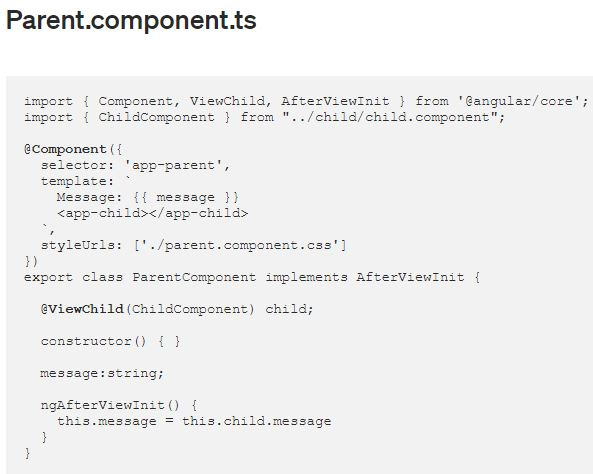 Parent.component.ts
import { Component, ViewChild, AfterViewInit } from '@angular/core';
import { ChildComponent } from "../child/child.component";
@Component({
selector: 'app-parent',
template: `
Message: {{ message }}
<app-child></app-child>
`,
styleUrls: ['./parent.component.css']
})
export class ParentComponent implements AfterViewInit {
@ViewChild(ChildComponent) child;
constructor() { }
message:string;
ngAfterViewInit() {
this.message = this.child.message
}
}